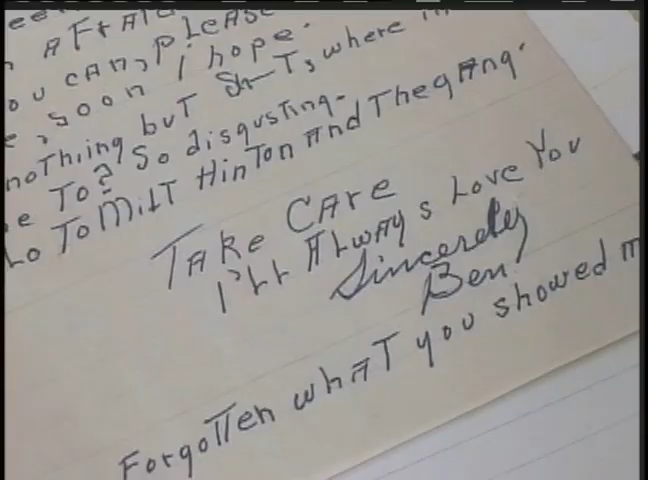 AFrAId
ou cAn, pLeAse
e, soon I hope.
noThing buT Sh-Ts, where
e To? So disgusTing-
Lo To MiLT HinTon And The gAng.
TAke CAre
I'LL ALwAys Love You
Sincerely
Ben.
ForgoTTen whAT you showed m